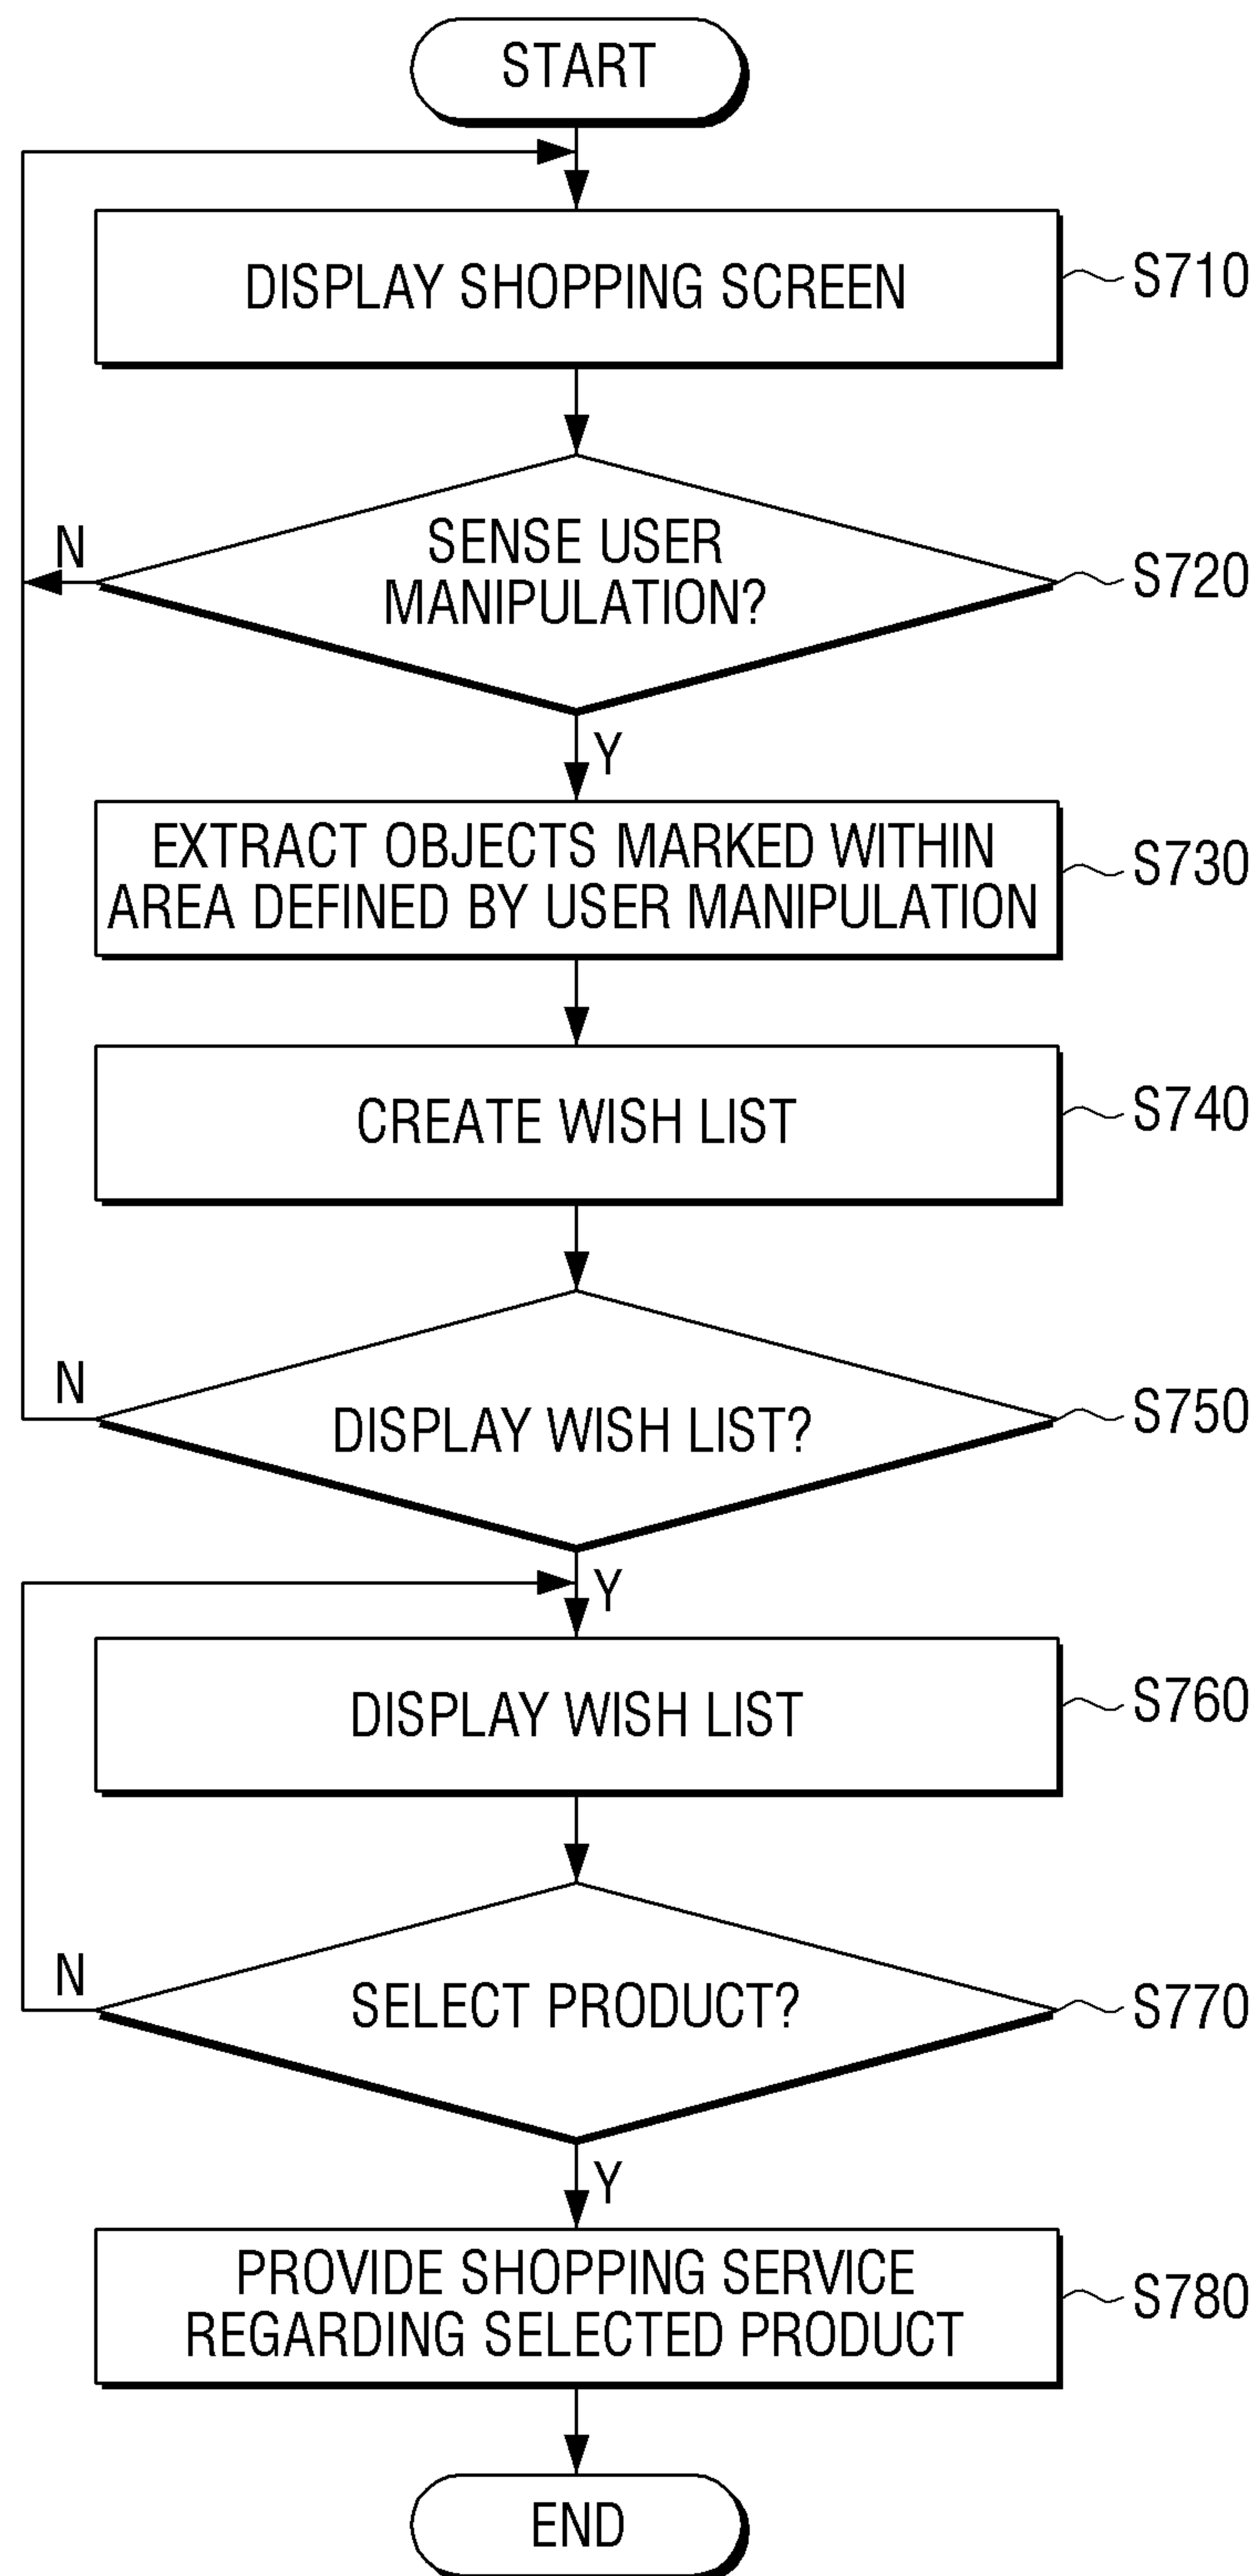 START
DISPLAY SHOPPING SCREEN
S710
SENSE USER
MANIPULATION?
S720
N
Y
EXTRACT OBJECTS MARKED WITHIN
AREA DEFINED BY USER MANIPULATION
S730
CREATE WISH LIST
S740
DISPLAY WISH LIST?
S750
N
Y
DISPLAY WISH LIST
S760
SELECT PRODUCT?
S770
N
Y
PROVIDE SHOPPING SERVICE
REGARDING SELECTED PRODUCT
S780
END